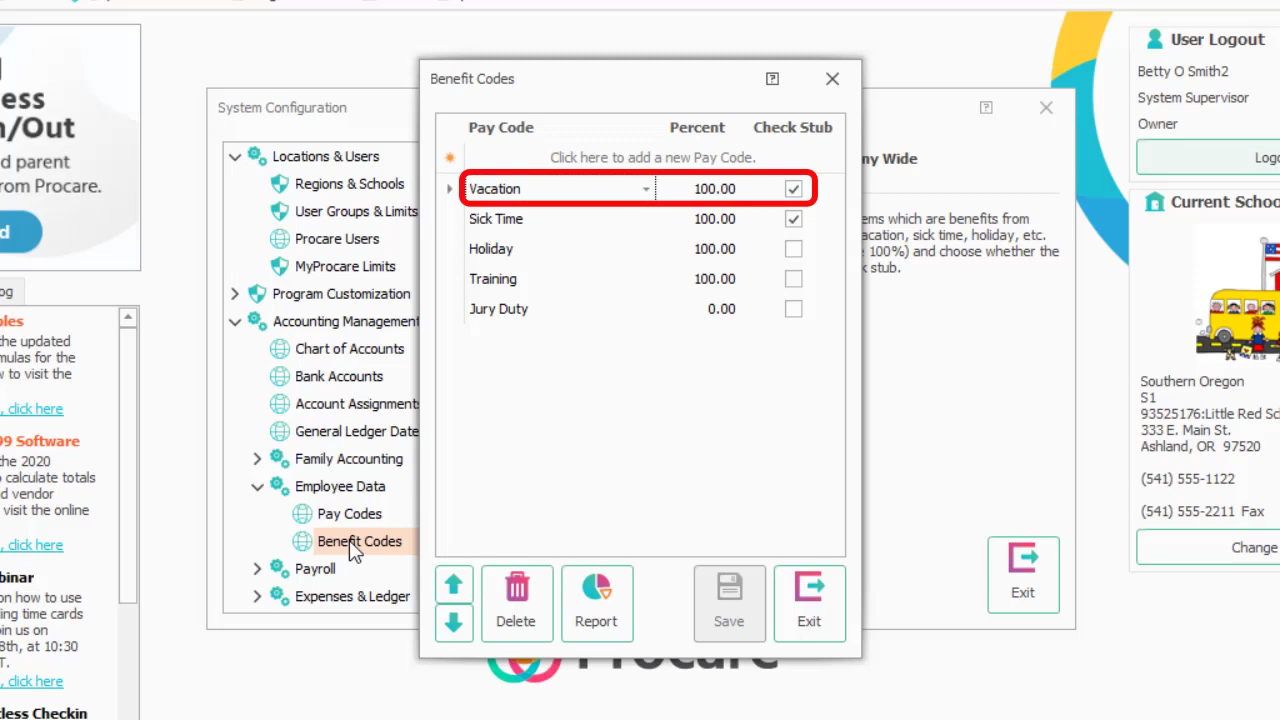 ess
n/Out
d parent
rom Procare.
d
og
ples
the updated
mulas for the
w to visit the
, click here
99 Software
the 2020
o calculate totals
d vendor
visit the online
, click here
binar
on how to use
ing time cards
oin us on
8th, at 10:30
T.
, click here
tless Checkin
System Configuration
Locations & Users
Regions & Schools
User Groups & Limits
Procare Users
MyProcare Limits
Program Customization
Accounting Management
Chart of Accounts
Bank Accounts
Account Assignments
General Ledger Date
Family Accounting
Employee Data
Pay Codes
Benefit Codes
Payroll
Expenses & Ledger
Benefit Codes
Pay Code Percent Check Stub
Click here to add a new Pay Code.
Vacation 100.00
Sick Time 100.00
Holiday 100.00
Training 100.00
Jury Duty 0.00
Delete
Report
Save
Exit
ny Wide
ems which are benefits from
acation, sick time, holiday, etc.
e 100%) and choose whether the
k stub.
Exit
Procare
User Logout
Betty O Smith2
System Supervisor
Owner
Logo
Current Schoo
Southern Oregon
S1
93525176:Little Red Sc
333 E. Main St.
Ashland, OR 97520
(541) 555-1122
(541) 555-2211 Fax
Change